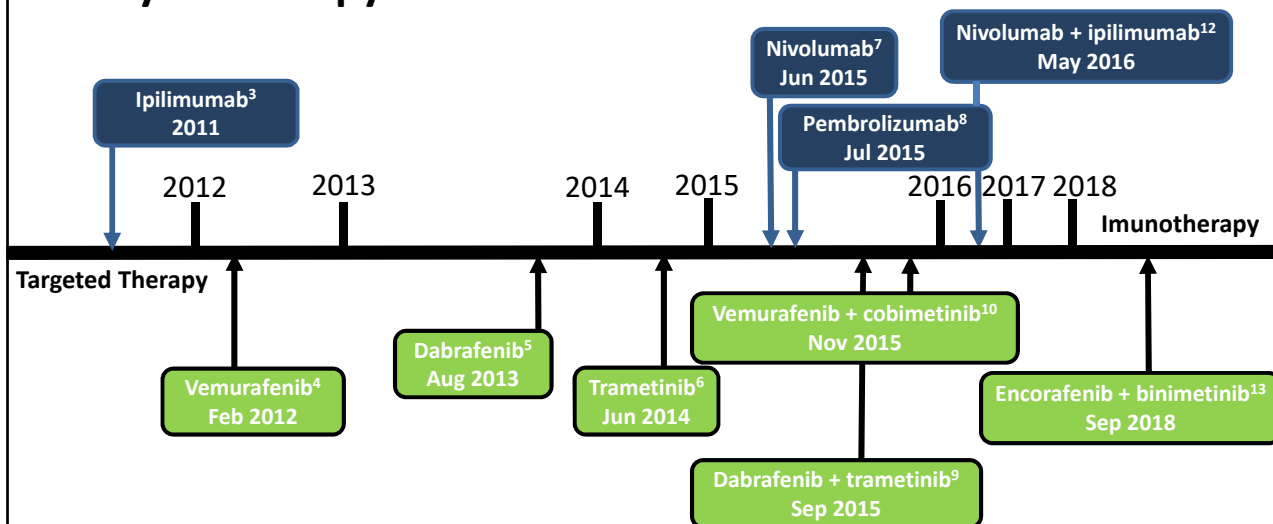 Nivolumab⁷
Jun 2015
Nivolumab + ipilimumab¹²
May 2016
Ipilimumab³
2011
Pembrolizumab⁸
Jul 2015
2012
2013
2014
2015
2016
2017
2018
Imunotherapy
Targeted Therapy
Vemurafenib⁴
Feb 2012
Dabrafenib⁵
Aug 2013
Trametinib⁶
Jun 2014
Vemurafenib + cobimetinib¹⁰
Nov 2015
Encorafenib + binimetinib¹³
Sep 2018
Dabrafenib + trametinib⁹
Sep 2015